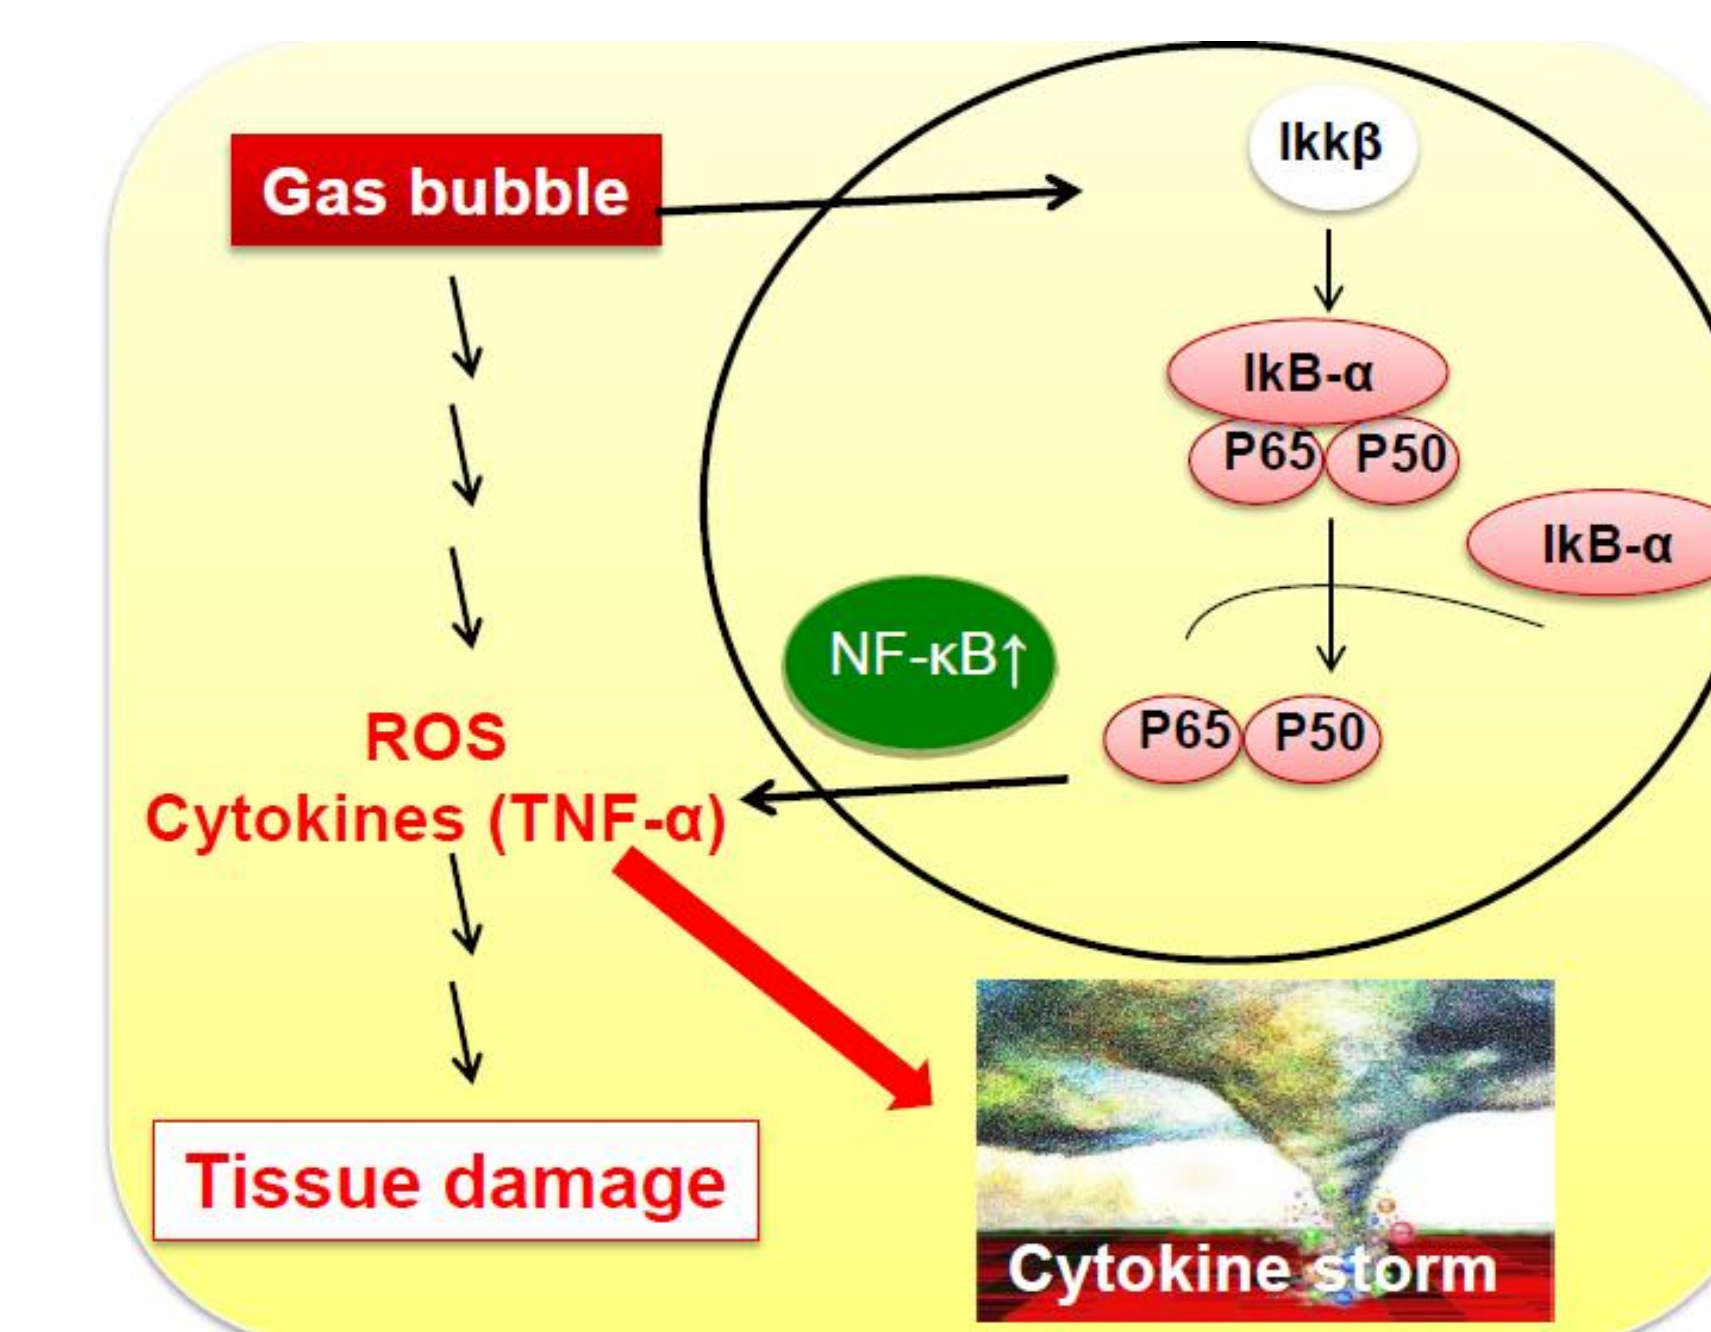 Gas bubble
Ikkβ
IkB-α
P65 P50
IkB-α
NF-κB↑
P65 P50
ROS
Cytokines (TNF-α)
Tissue damage
Cytokine storm